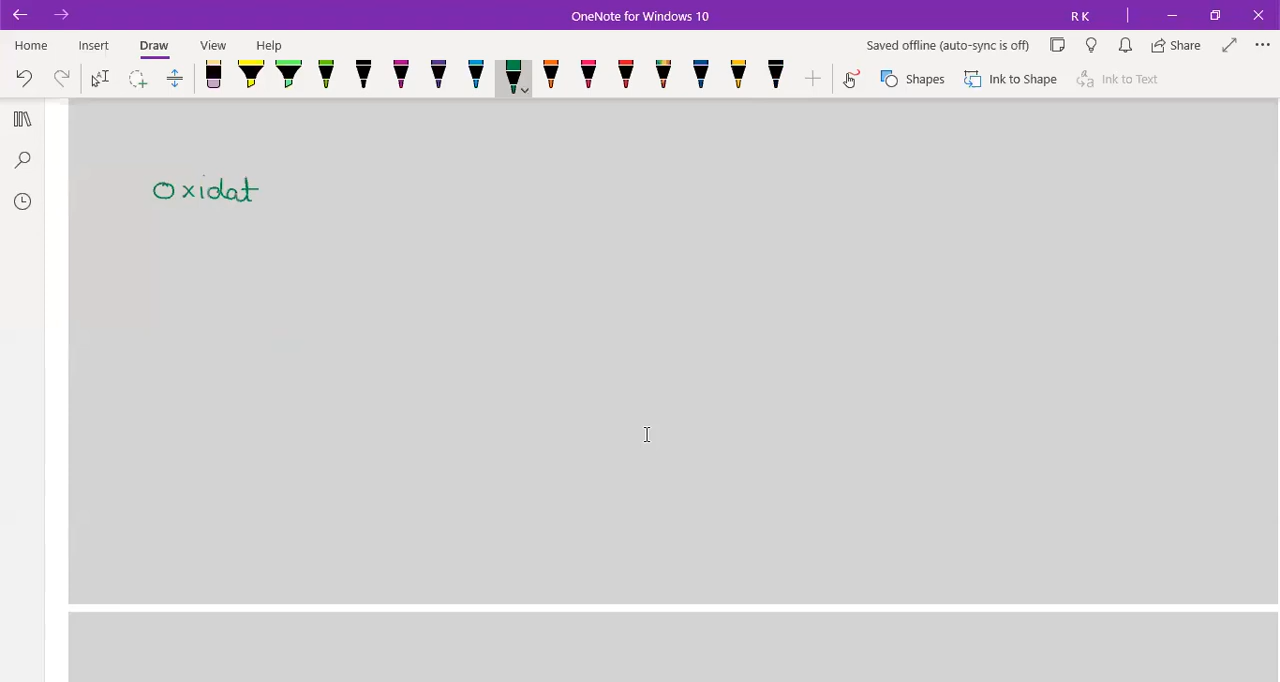 OneNote for Windows 10
R K
Home Insert Draw View Help
Saved offline (auto-sync is off) Share
Shapes Ink to Shape Ink to Text
Oxidat